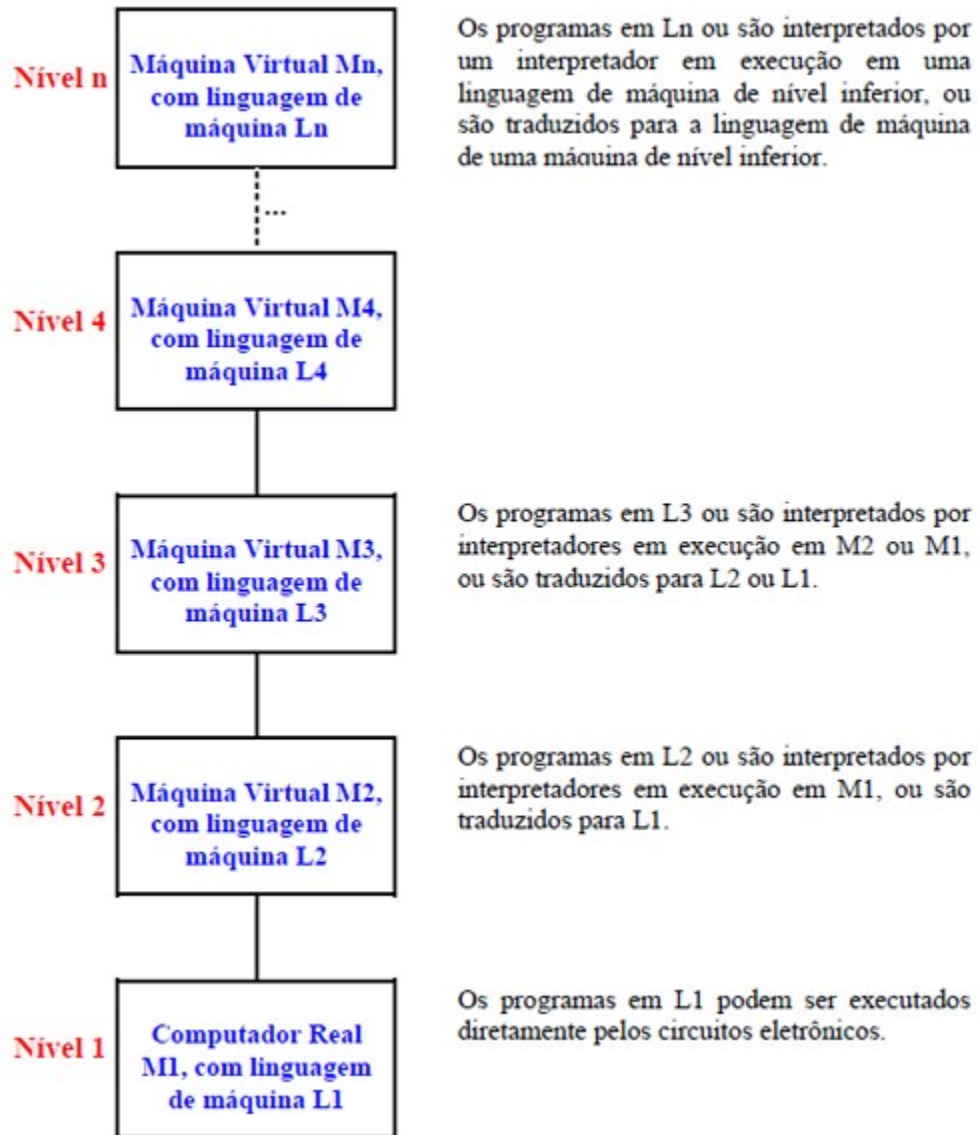 Nível n
Máquina Virtual Mn,
com linguagem de
máquina Ln
Os programas em Ln ou são interpretados por
um interpretador em execução em uma
linguagem de máquina de nível inferior, ou
são traduzidos para a linguagem de máquina
de uma máquina de nível inferior.
...
Nível 4
Máquina Virtual M4,
com linguagem de
máquina L4
Nível 3
Máquina Virtual M3,
com linguagem de
máquina L3
Os programas em L3 ou são interpretados por
interpretadores em execução em M2 ou M1,
ou são traduzidos para L2 ou L1.
Nível 2
Máquina Virtual M2,
com linguagem de
máquina L2
Os programas em L2 ou são interpretados por
interpretadores em execução em M1, ou são
traduzidos para L1.
Nível 1
Computador Real
M1, com linguagem
de máquina L1
Os programas em L1 podem ser executados
diretamente pelos circuitos eletrônicos.